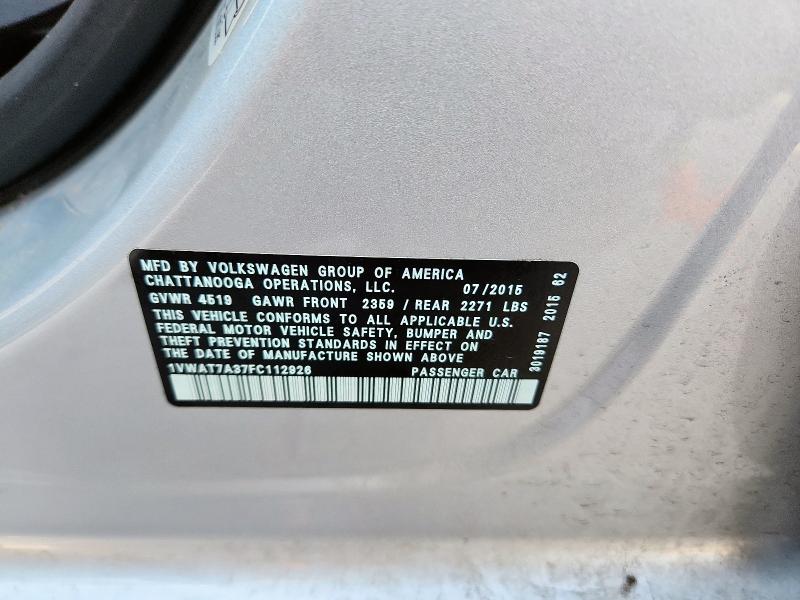 MFD BY VOLKSWAGEN GROUP OF AMERICA
CHATTANOOGA OPERATIONS, LLC. 07/2015
GVWR 4519 GAWR FRONT 2359 / REAR 2271 LBS
THIS VEHICLE CONFORMS TO ALL APPLICABLE U.S.
FEDERAL MOTOR VEHICLE SAFETY, BUMPER AND
THEFT PREVENTION STANDARDS IN EFFECT ON
THE DATE OF MANUFACTURE SHOWN ABOVE
1VWAT7A37FC112926 PASSENGER CAR
3019187 2015 62